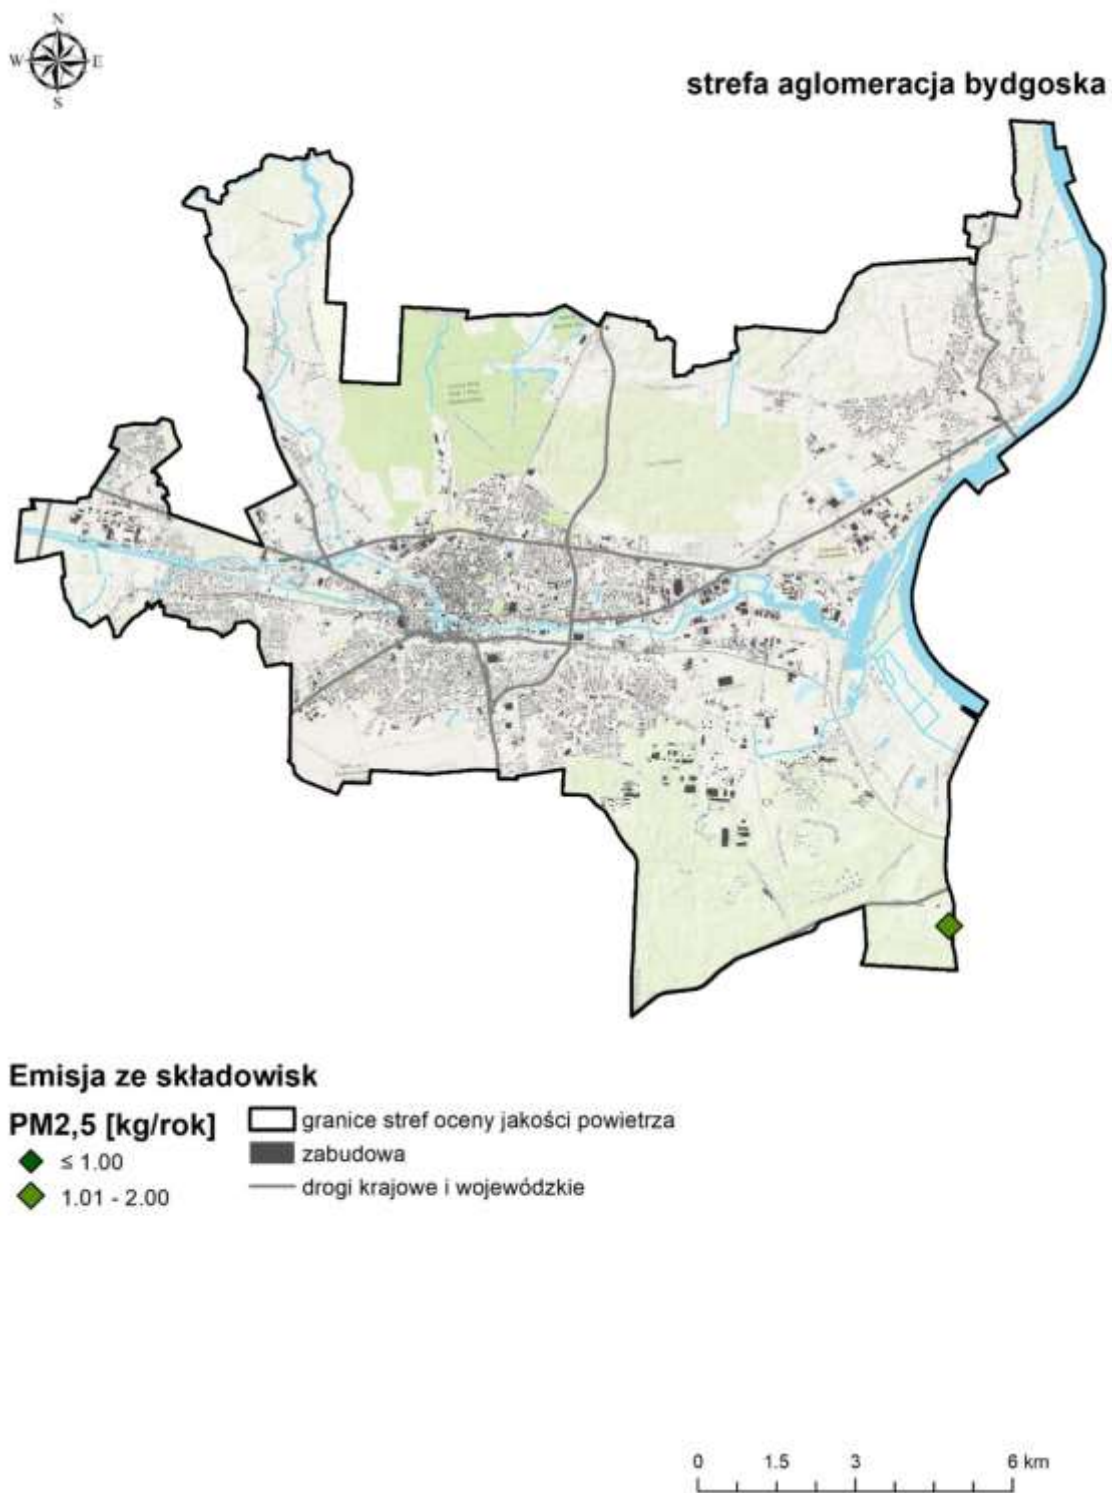 N
W E
S
strefa aglomeracja bydgoska
Emisja ze składowisk
PM2,5 [kg/rok]
≤ 1.00
1.01 - 2.00
granice stref oceny jakości powietrza
zabudowa
drogi krajowe i wojewódzkie
0 1.5 3 6 km